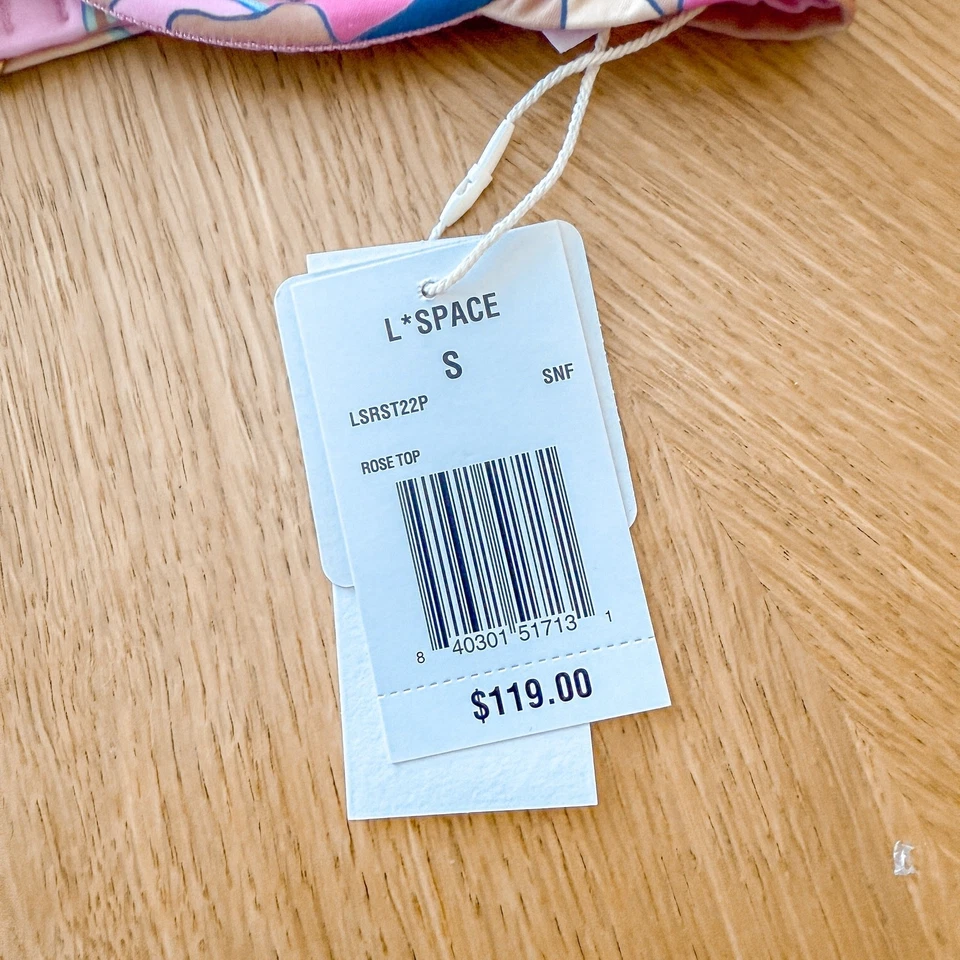 L*SPACE
S
SNF
LSRST22P
ROSE TOP
8 40301 51713 1
$119.00